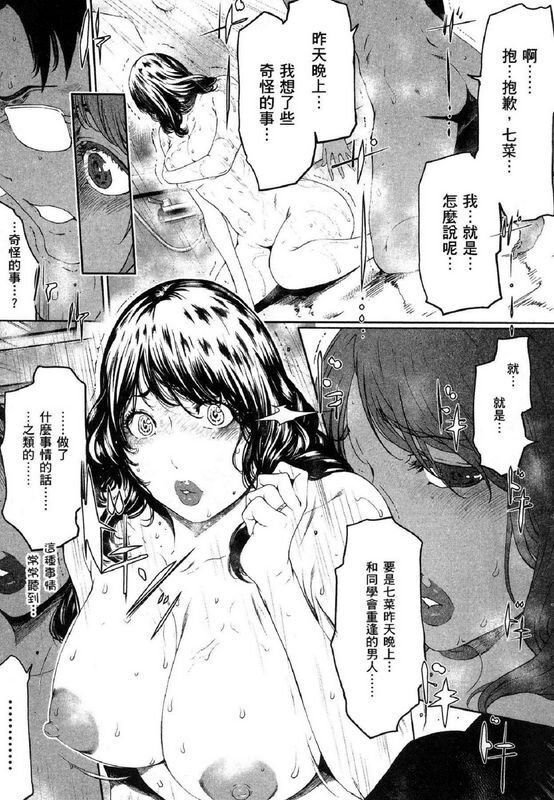 啊……
抱…抱歉，七菜…
我…就是…
怎麼說呢…
昨天晚上…
我想了些
奇怪的事…
…奇怪的事…？
就…
就是…
要是七菜昨天晚上…
和同學會重逢的男人……
……做了
什麼事情的話……
……之類的……
這種事情
常常聽到…
…………